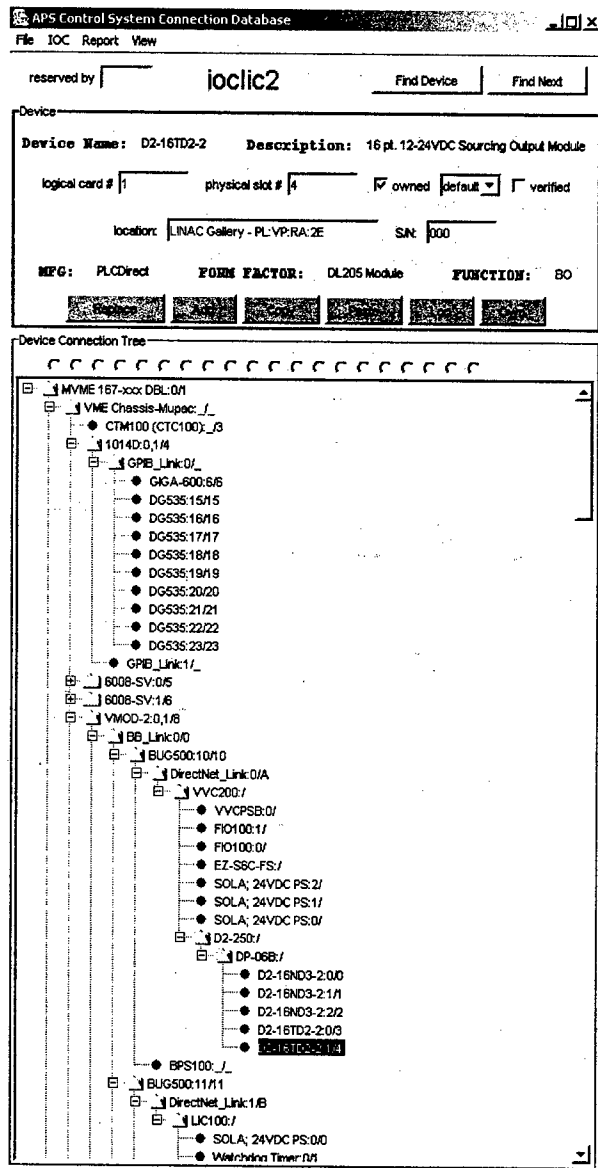 APS Control System Connection Database
File IOC Report View
reserved by ioclic2 Find Device Find Next
Device
Device Name: D2-16TD2-2 Description: 16 pt. 12-24VDC Sourcing Output Module
logical card # 1 physical slot # 4 owned default verified
location: LINAC Gallery - PL:VP:RA:2E S/N: 000
MFG: PLCDirect FORM FACTOR: DL205 Module FUNCTION: BO
Replace Add Copy
Device Connection Tree
MVME 167-xxx DBL:0/1
VME Chassis-Mupac:_/_
CTM100 (CTC100):_/3
1014D:0,1/4
GPIB_Link:0/_
GIGA-600:6/6
DG535:15/15
DG535:16/16
DG535:17/17
DG535:18/18
DG535:19/19
DG535:20/20
DG535:21/21
DG535:22/22
DG535:23/23
GPIB_Link:1/_
6008-SV:0/5
6008-SV:1/6
VMOD-2:0,1/8
BB_Link:0/0
BUG500:10/10
DirectNet_Link:0/A
VVC200:/
VVCPSB:0/
FIO100:1/
FIO100:0/
EZ-S6C-FS:/
SOLA; 24VDC PS:2/
SOLA; 24VDC PS:1/
SOLA; 24VDC PS:0/
D2-250:/
DP-06B:/
D2-16ND3-2:0/0
D2-16ND3-2:1/1
D2-16ND3-2:2/2
D2-16TD2-2:0/3
D2-16TD2-2:1/4
BPS100:_/_
BUG500:11/11
DirectNet_Link:1/B
LIC100:/
SOLA; 24VDC PS:0/0
Watchdog Timer:0/1